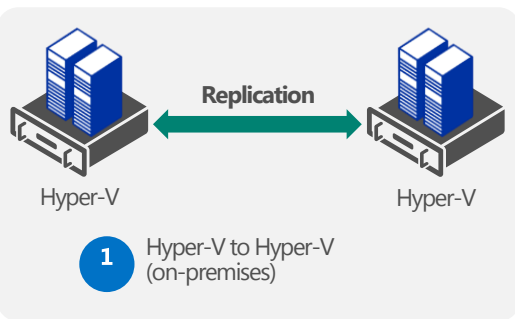 Replication
Hyper-V
Hyper-V
1
Hyper-V to Hyper-V
(on-premises)